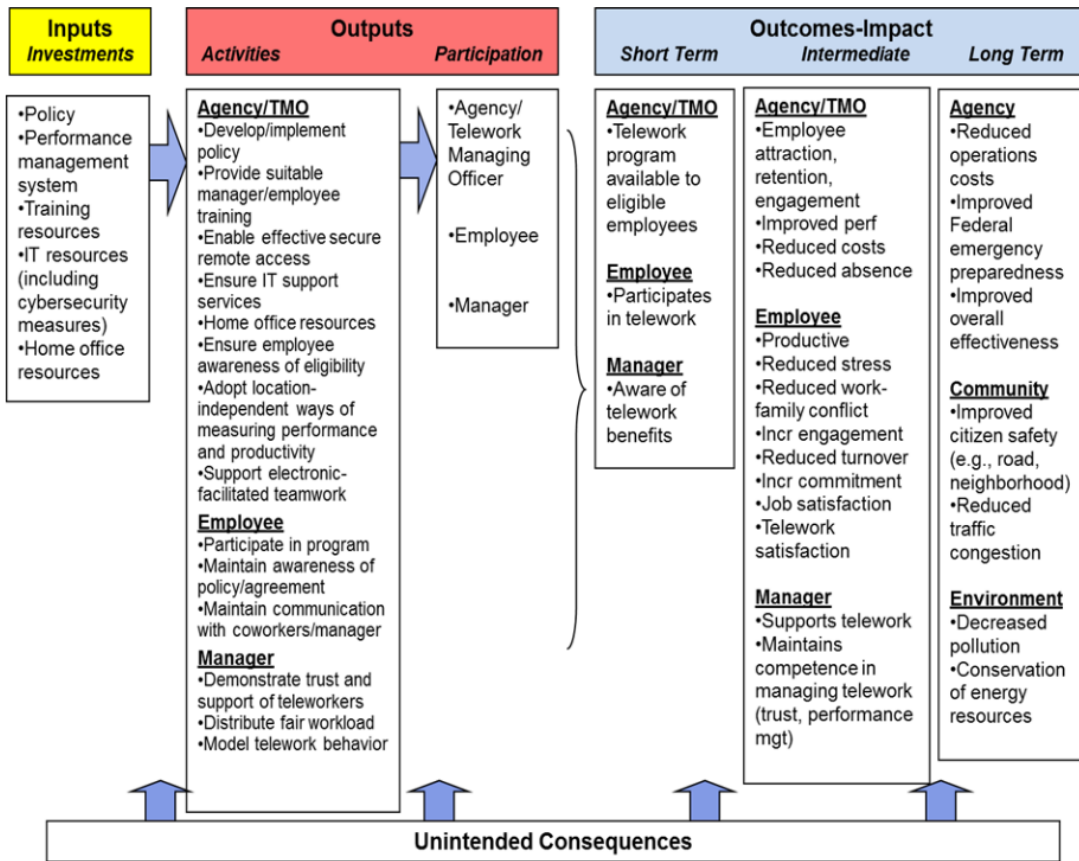 Inputs
Investments
Outputs
Activities
Participation
Outcomes-Impact
Short Term
Intermediate
Long Term
•Policy
•Performance
management
system
•Training
resources
•IT resources
(including
cybersecurity
measures)
•Home office
resources
Agency/TMO
•Develop/implement
policy
•Provide suitable
manager/employee
training
•Enable effective secure
remote access
•Ensure IT support
services
•Home office resources
•Ensure employee
awareness of eligibility
•Adopt location-
independent ways of
measuring performance
and productivity
•Support electronic-
facilitated teamwork
Employee
•Participate in program
•Maintain awareness of
policy/agreement
•Maintain communication
with coworkers/manager
Manager
•Demonstrate trust and
support of teleworkers
•Distribute fair workload
•Model telework behavior
•Agency/
Telework
Managing
Officer
•Employee
•Manager
Agency/TMO
•Telework
program
available to
eligible
employees
Employee
•Participates
in telework
Manager
•Aware of
telework
benefits
Agency/TMO
•Employee
attraction,
retention,
engagement
•Improved perf
•Reduced costs
•Reduced absence
Employee
•Productive
•Reduced stress
•Reduced work-
family conflict
•Incr engagement
•Reduced turnover
•Incr commitment
•Job satisfaction
•Telework
satisfaction
Manager
•Supports telework
•Maintains
competence in
managing telework
(trust, performance
mgt)
Agency
•Reduced
operations
costs
•Improved
Federal
emergency
preparedness
•Improved
overall
effectiveness
Community
•Improved
citizen safety
(e.g., road,
neighborhood)
•Reduced
traffic
congestion
Environment
•Decreased
pollution
•Conservation
of energy
resources
Unintended Consequences